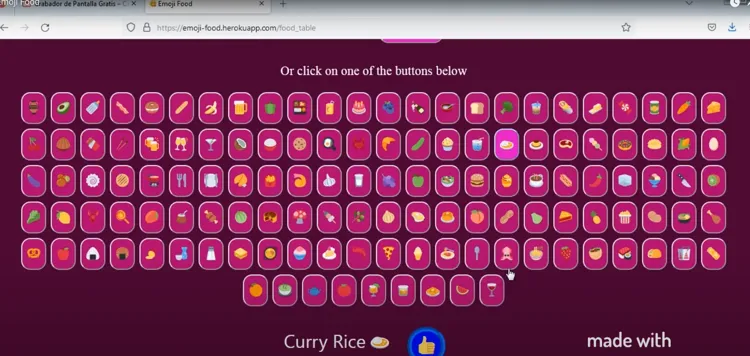 moji Food
rabador de Pantalla Gratis – C
Emoji Food
https://emoji-food.herokuapp.com/food_table
Or click on one of the buttons below
Curry Rice
made with